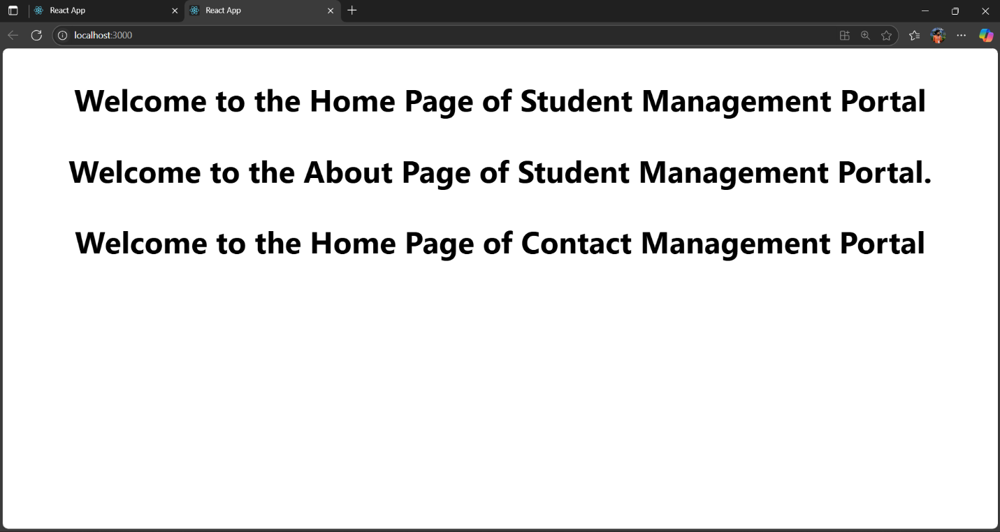 React App
React App
localhost:3000
Welcome to the Home Page of Student Management Portal
Welcome to the About Page of Student Management Portal.
Welcome to the Home Page of Contact Management Portal